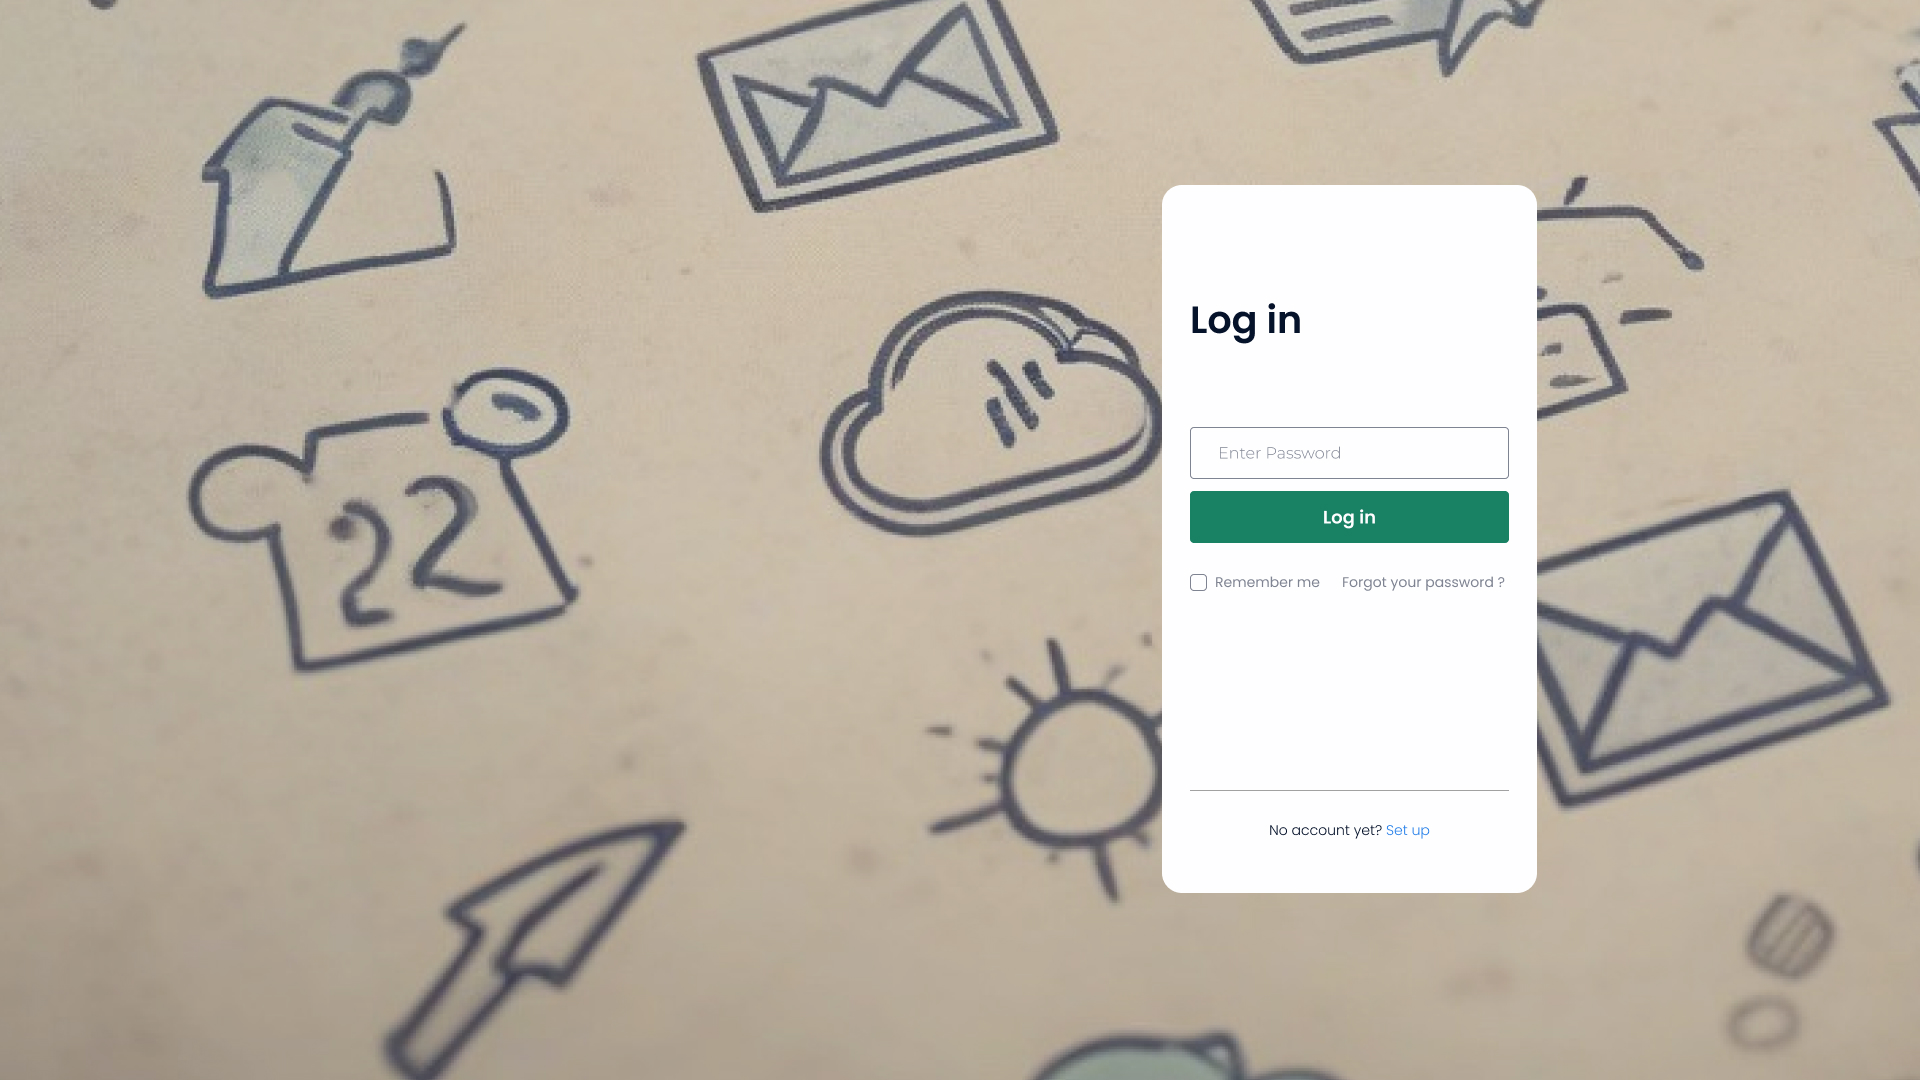 22
Log in
Enter Password
Log in
Remember me
Forgot your password ?
No account yet? Set up